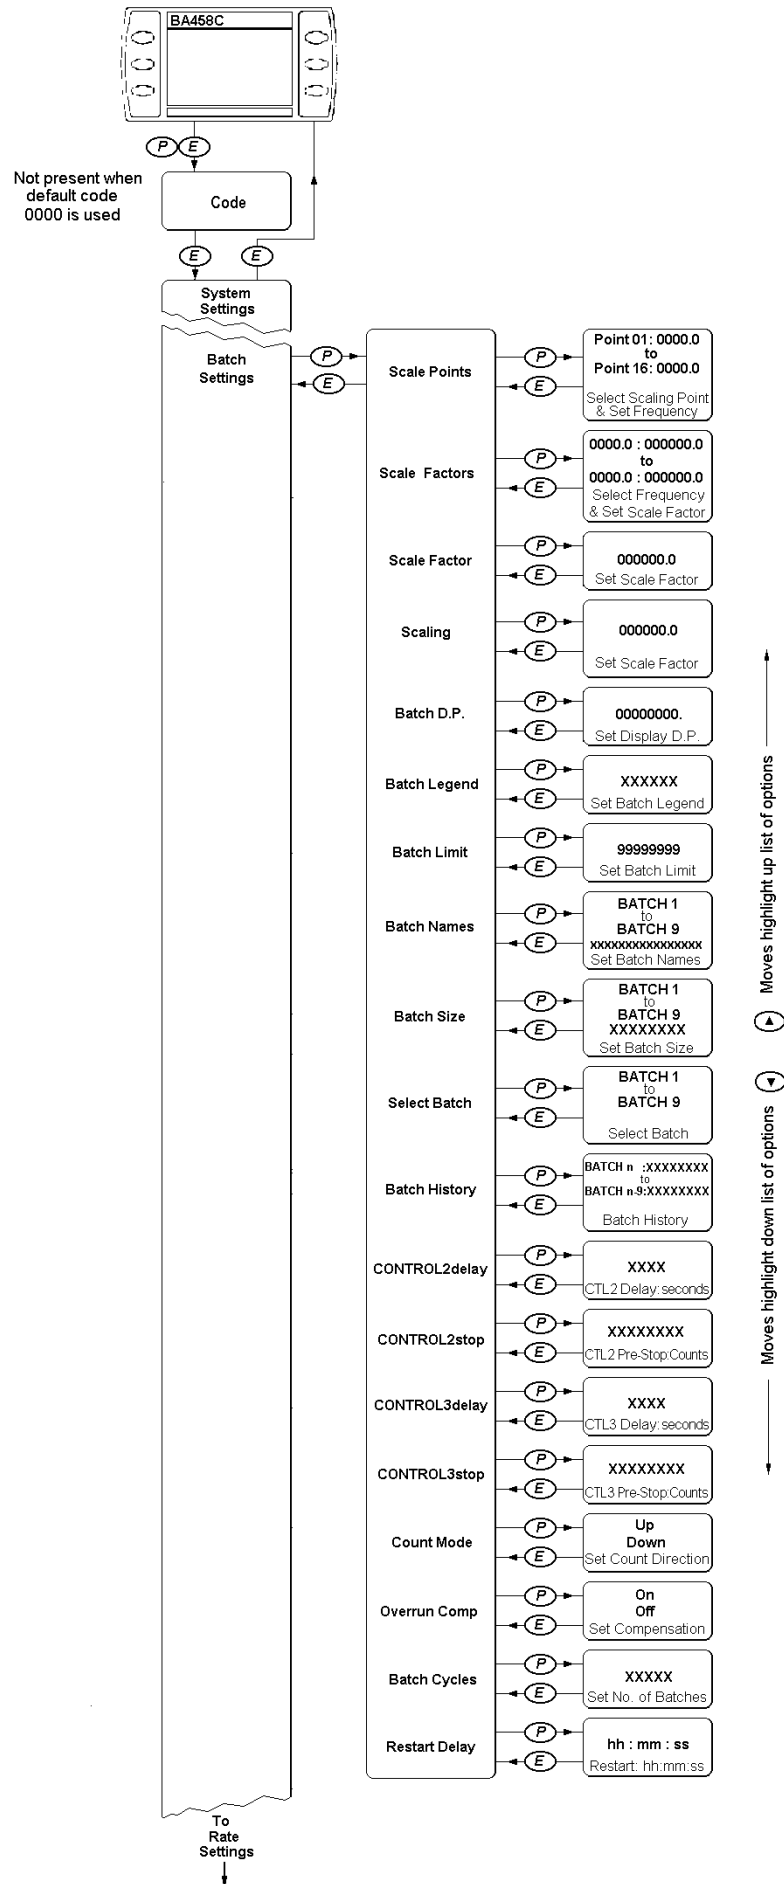 BA458C
P E
Not present when
default code
0000 is used
Code
E E
System
Settings
Batch
Settings
P
E
Scale Points
P
E
Point 01: 0000.0
to
Point 16: 0000.0
Select Scaling Point
& Set Frequency
Scale Factors
P
E
0000.0 : 000000.0
to
0000.0 : 000000.0
Select Frequency
& Set Scale Factor
Scale Factor
P
E
000000.0
Set Scale Factor
Scaling
P
E
000000.0
Set Scale Factor
Batch D.P.
P
E
00000000.
Set Display D.P.
Batch Legend
P
E
XXXXXX
Set Batch Legend
Batch Limit
P
E
99999999
Set Batch Limit
Batch Names
P
E
BATCH 1
to
BATCH 9
xxxxxxxxxxxxxxxx
Set Batch Names
Batch Size
P
E
BATCH 1
to
BATCH 9
XXXXXXXX
Set Batch Size
Select Batch
P
E
BATCH 1
to
BATCH 9
Select Batch
Batch History
P
E
BATCH n :XXXXXXXX
to
BATCH n-9:XXXXXXXX
Batch History
CONTROL2delay
P
E
XXXX
CTL2 Delay: seconds
CONTROL2stop
P
E
XXXXXXXX
CTL2 Pre-Stop:Counts
CONTROL3delay
P
E
XXXX
CTL3 Delay: seconds
CONTROL3stop
P
E
XXXXXXXX
CTL3 Pre-Stop:Counts
Count Mode
P
E
Up
Down
Set Count Direction
Overrun Comp
P
E
On
Off
Set Compensation
Batch Cycles
P
E
XXXXX
Set No. of Batches
Restart Delay
P
E
hh : mm : ss
Restart: hh:mm:ss
To
Rate
Settings
Moves highlight up list of options
Moves highlight down list of options